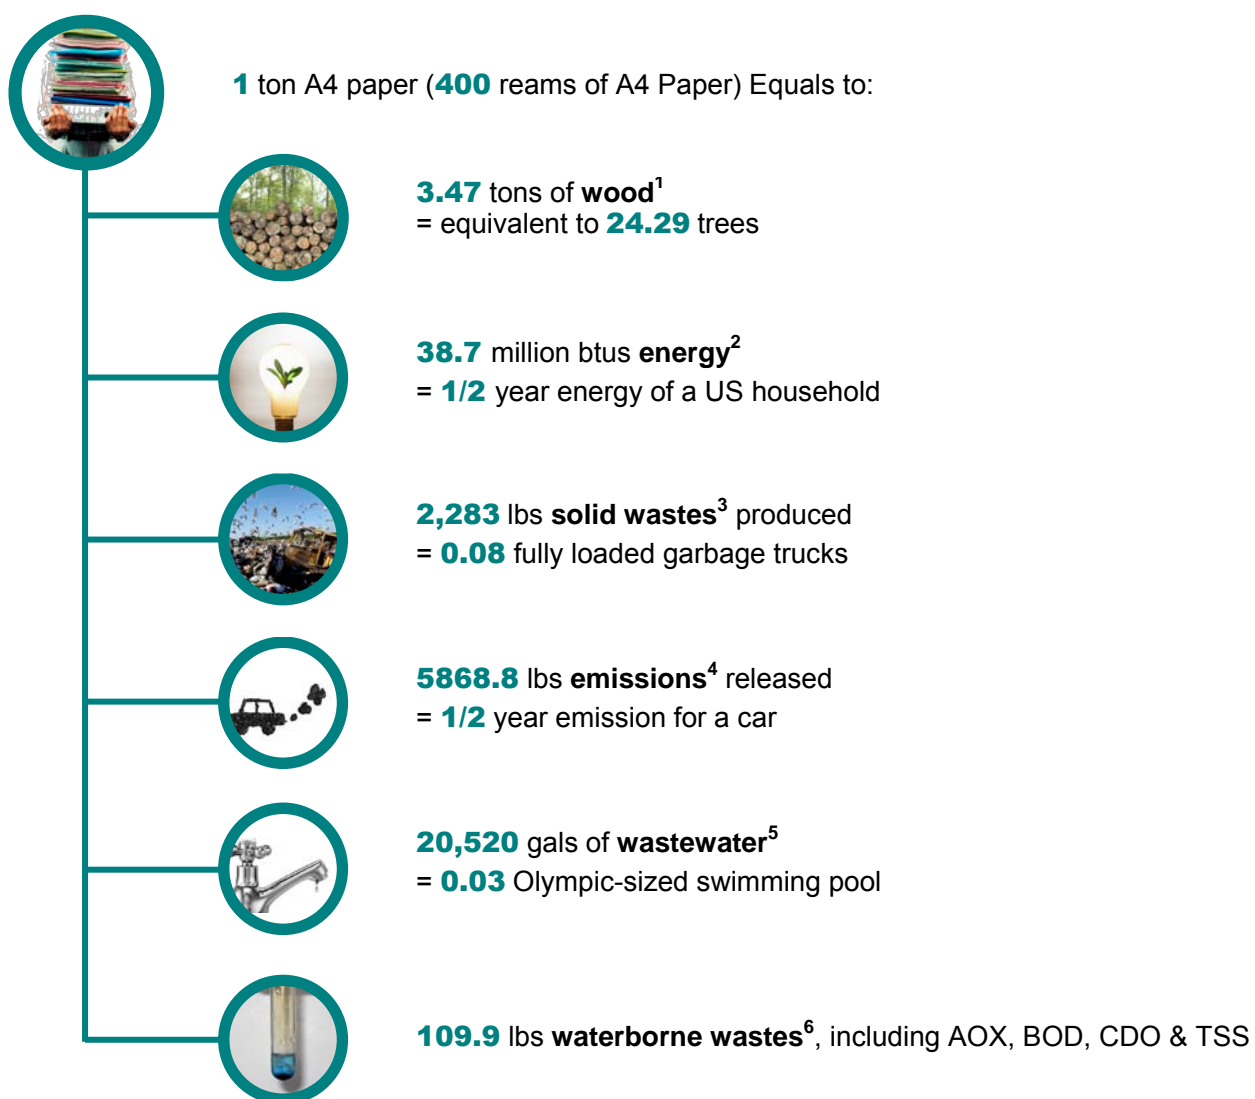 1 ton A4 paper (400 reams of A4 Paper) Equals to:
3.47 tons of wood¹
= equivalent to 24.29 trees
38.7 million btus energy²
= 1/2 year energy of a US household
2,283 lbs solid wastes³ produced
= 0.08 fully loaded garbage trucks
5868.8 lbs emissions⁴ released
= 1/2 year emission for a car
20,520 gals of wastewater⁵
= 0.03 Olympic-sized swimming pool
109.9 lbs waterborne wastes⁶, including AOX, BOD, CDO & TSS